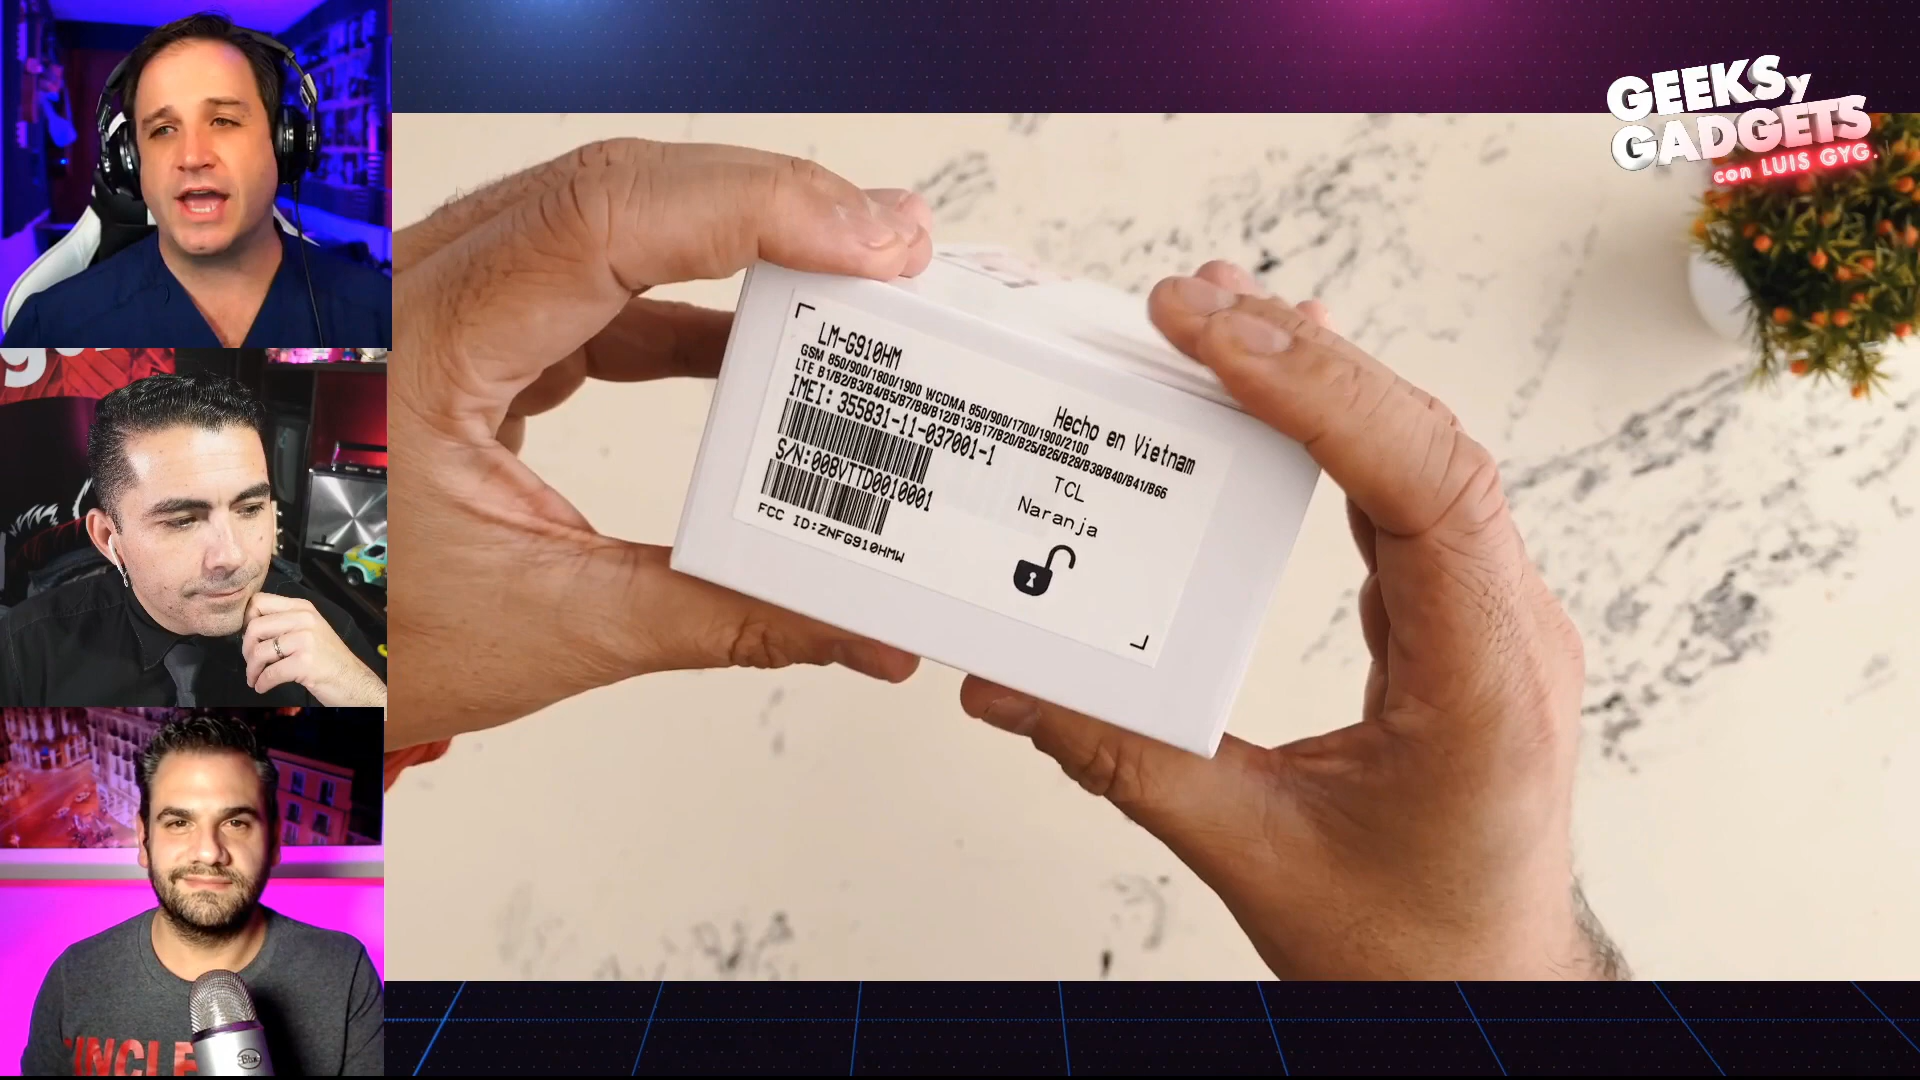 GEEKS y
GADGETS
con LUIS GYG.
LM-G910HM
GSM 850/900/1800/1900 WCDMA 850/900/1700/1900/2100
LTE B1/B2/B3/B4/B5/B7/B8/B12/B13/B17/B20/B25/B26/B28/B38/B40/B41/B66
IMEI: 355831-11-037001-1
Hecho en Vietnam
S/N:008VTTD0010001
TCL
Naranja
FCC ID:ZNFG910HMW
UNCLE
Blue